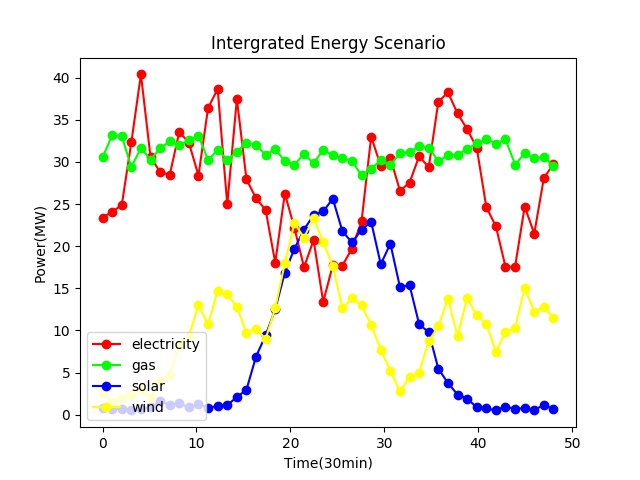 Intergrated Energy Scenario
Power(MW)
40
35
30
25
20
15
10
5
0
electricity
gas
solar
wind
0 10 20 30 40 50
Time(30min)